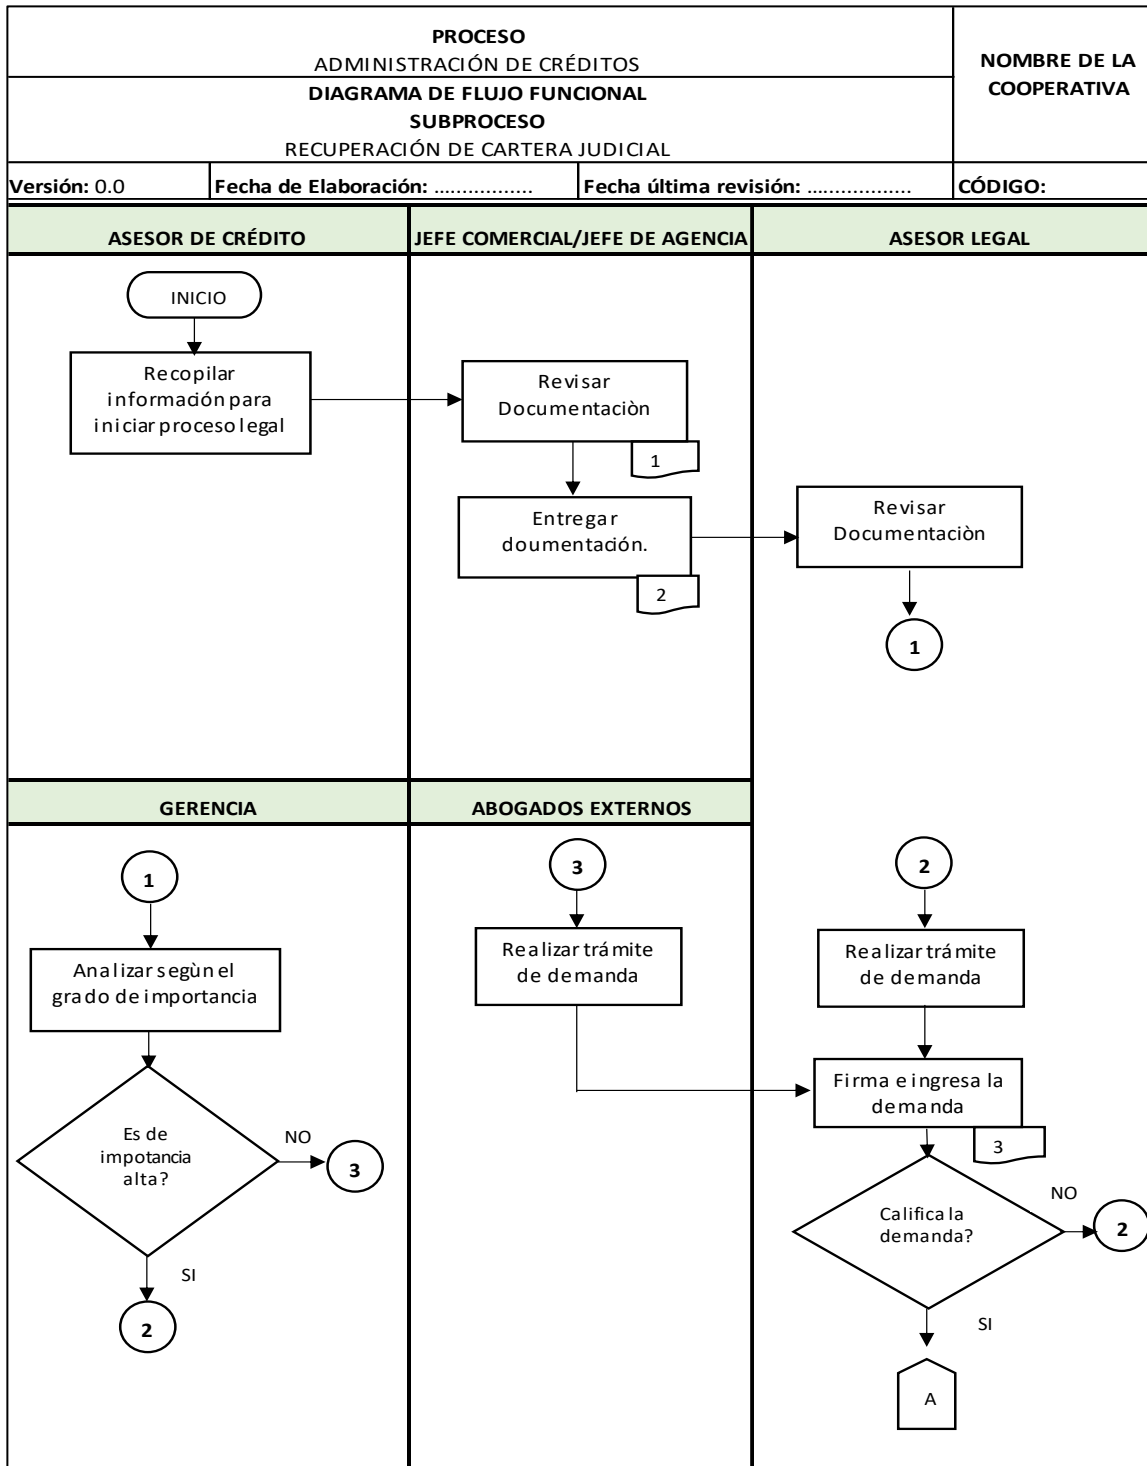 PROCESO
ADMINISTRACIÓN DE CRÉDITOS
DIAGRAMA DE FLUJO FUNCIONAL
SUBPROCESO
RECUPERACIÓN DE CARTERA JUDICIAL
NOMBRE DE LA
COOPERATIVA
Versión: 0.0
Fecha de Elaboración: .................
Fecha última revisión: ..................
CÓDIGO:
ASESOR DE CRÉDITO
JEFE COMERCIAL/JEFE DE AGENCIA
ASESOR LEGAL
INICIO
Recopilar
información para
iniciar proceso legal
Revisar
Documentaciòn
1
Entregar
doumentación.
2
Revisar
Documentaciòn
1
GERENCIA
ABOGADOS EXTERNOS
1
Analizar segùn el
grado de importancia
Es de
impotancia
alta?
NO
3
SI
2
3
Realizar trámite
de demanda
2
Realizar trámite
de demanda
Firma e ingresa la
demanda
3
Califica la
demanda?
NO
2
SI
A